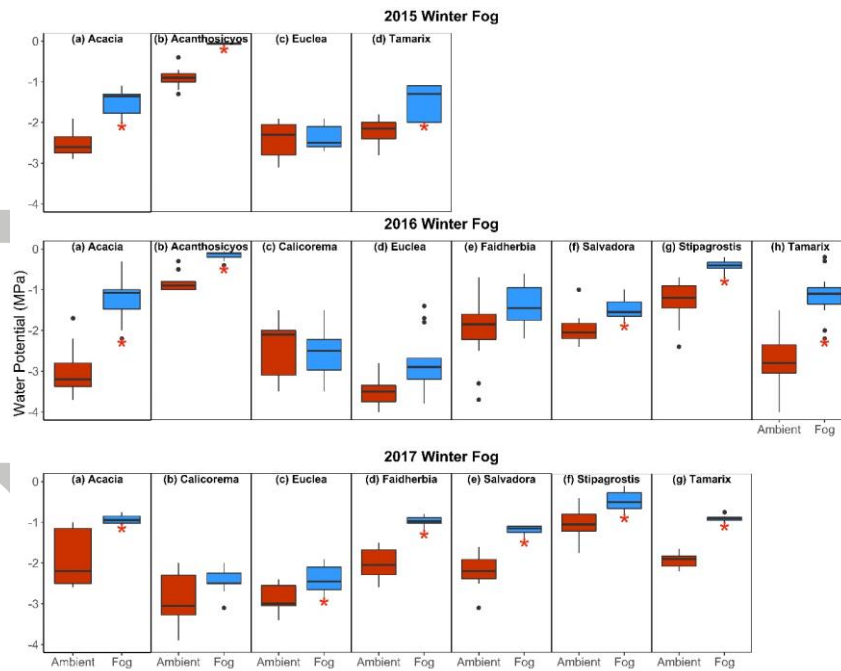 2015 Winter Fog
(a) Acacia (b) Acanthosicyos (c) Euclea (d) Tamarix
0
-1
-2
-3
-4
2016 Winter Fog
(a) Acacia (b) Acanthosicyos (c) Calicorema (d) Euclea (e) Faidherbia (f) Salvadora (g) Stipagrostis (h) Tamarix
0
-1
-2
-3
-4
Water Potential (MPa)
Ambient Fog
2017 Winter Fog
(a) Acacia (b) Calicorema (c) Euclea (d) Faidherbia (e) Salvadora (f) Stipagrostis (g) Tamarix
0
-1
-2
-3
-4
Ambient Fog Ambient Fog Ambient Fog Ambient Fog Ambient Fog Ambient Fog Ambient Fog